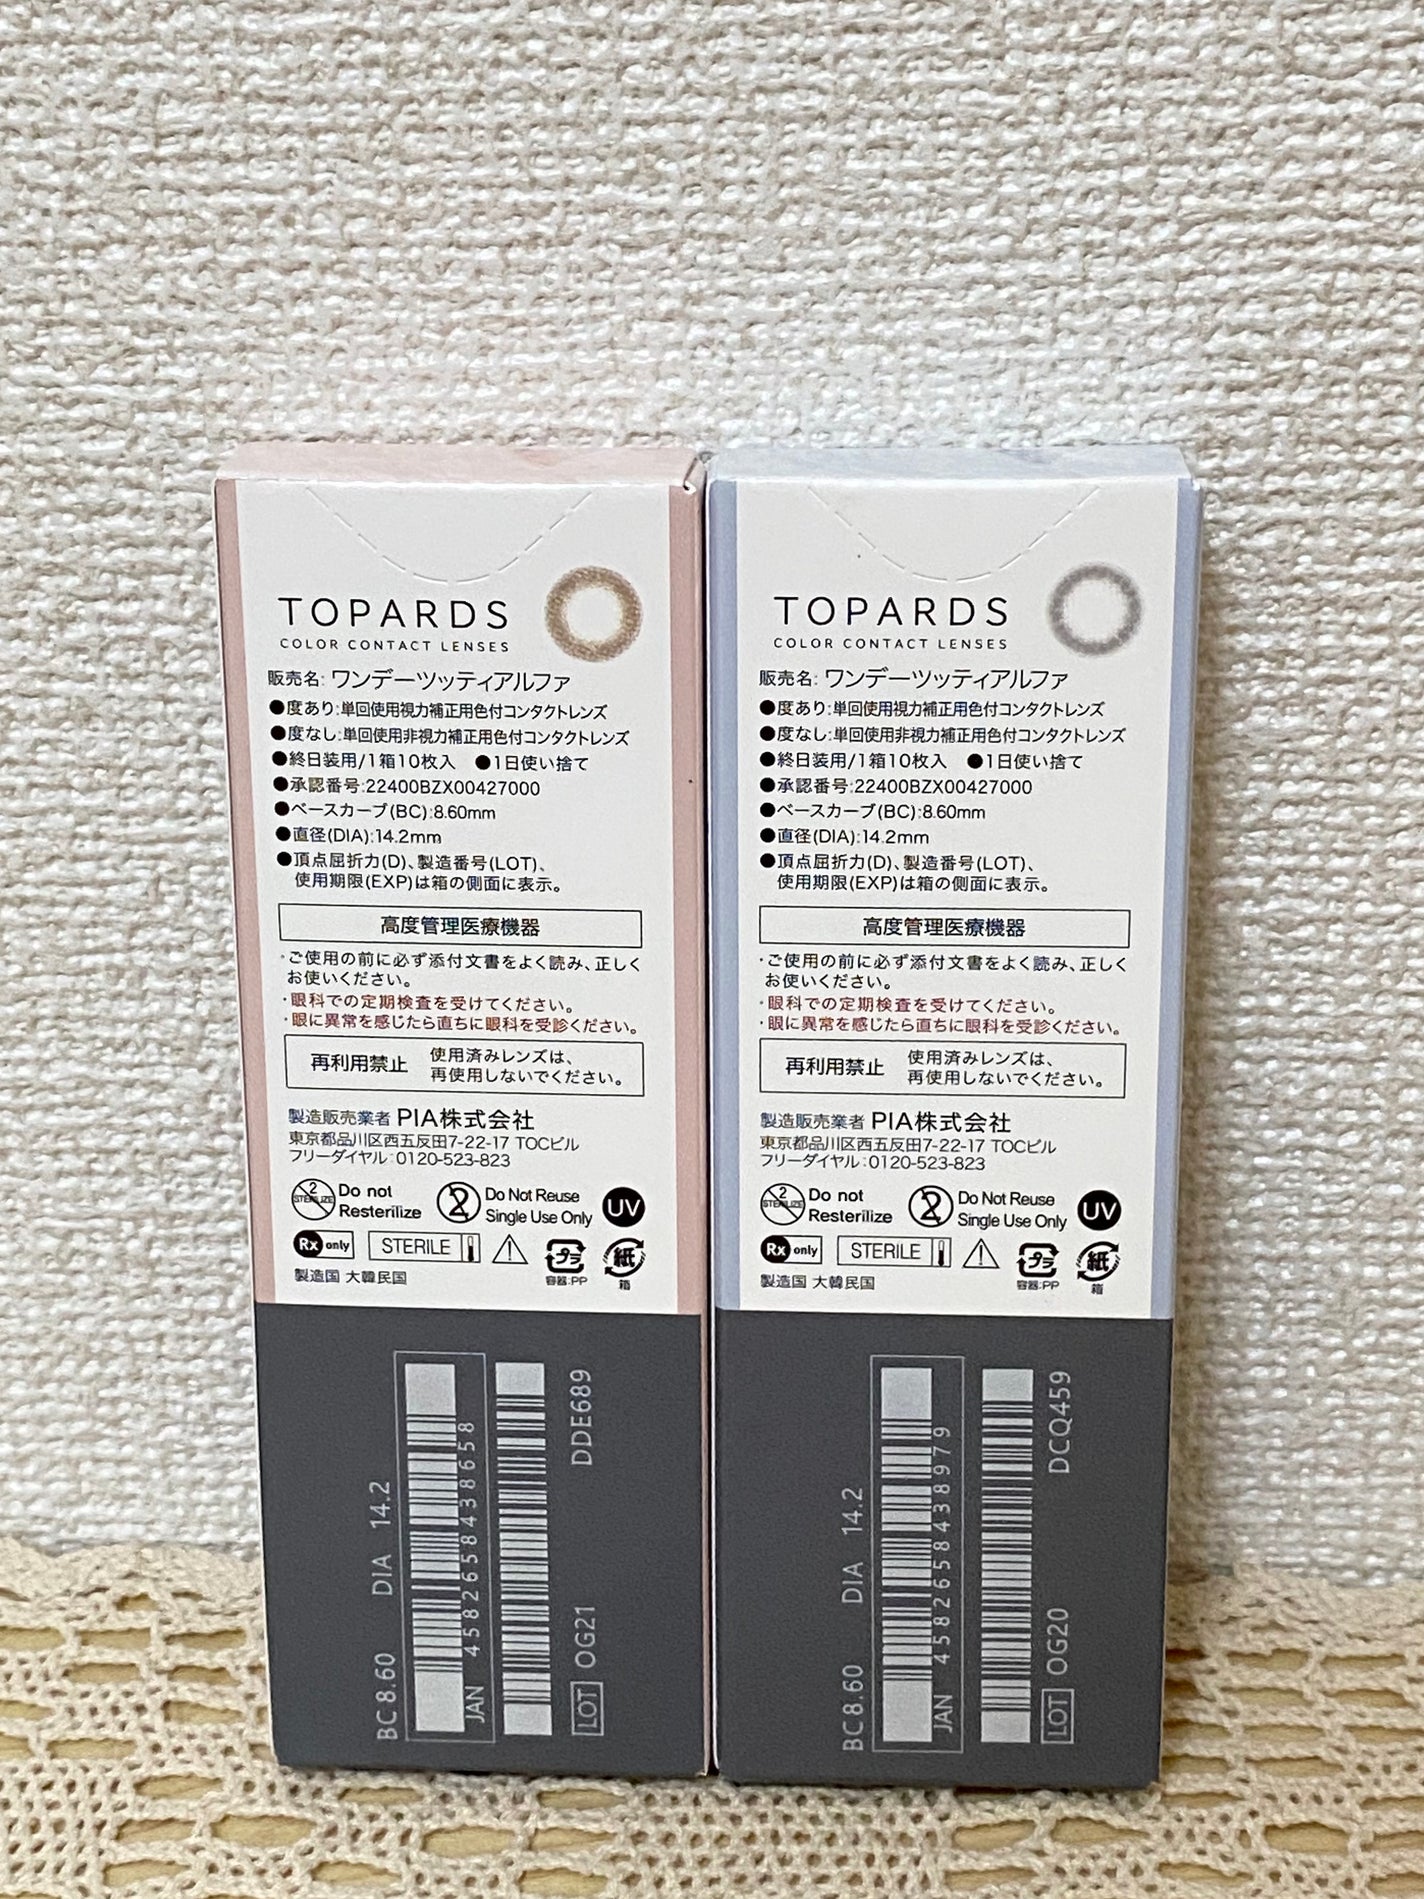 TOPARDS
COLOR CONTACT LENSES
販売名: ワンデーツッティアルファ
●度あり:単回使用視力補正用色付コンタクトレンズ
●度なし:単回使用非視力補正用色付コンタクトレンズ
●終日装用/1箱10枚入 ●1日使い捨て
●承認番号:22400BZX00427000
●ベースカーブ(BC):8.60mm
●直径(DIA):14.2mm
●頂点屈折力(D)、製造番号(LOT)、
使用期限(EXP)は箱の側面に表示。
高度管理医療機器
・ご使用の前に必ず添付文書をよく読み、正しく
お使いください。
・眼科での定期検査を受けてください。
・眼に異常を感じたら直ちに眼科を受診ください。
再利用禁止 使用済みレンズは、
再使用しないでください。
製造販売業者 PIA株式会社
東京都品川区西五反田7-22-17 TOCビル
フリーダイヤル:0120-523-823
2 STERILIZE Do not
Resterilize
2 Do Not Reuse
Single Use Only
UV
Rx only STERILE
プラ 容器:PP
紙 箱
製造国 大韓民国
BC 8.60 DIA 14.2
JAN 4582658438658
LOT OG21 DDE689
TOPARDS
COLOR CONTACT LENSES
販売名: ワンデーツッティアルファ
●度あり:単回使用視力補正用色付コンタクトレンズ
●度なし:単回使用非視力補正用色付コンタクトレンズ
●終日装用/1箱10枚入 ●1日使い捨て
●承認番号:22400BZX00427000
●ベースカーブ(BC):8.60mm
●直径(DIA):14.2mm
●頂点屈折力(D)、製造番号(LOT)、
使用期限(EXP)は箱の側面に表示。
高度管理医療機器
・ご使用の前に必ず添付文書をよく読み、正しく
お使いください。
・眼科での定期検査を受けてください。
・眼に異常を感じたら直ちに眼科を受診ください。
再利用禁止 使用済みレンズは、
再使用しないでください。
製造販売業者 PIA株式会社
東京都品川区西五反田7-22-17 TOCビル
フリーダイヤル:0120-523-823
2 STERILIZE Do not
Resterilize
2 Do Not Reuse
Single Use Only
UV
Rx only STERILE
プラ 容器:PP
紙 箱
製造国 大韓民国
BC 8.60 DIA 14.2
JAN 4582658438979
LOT OG20 DCQ459